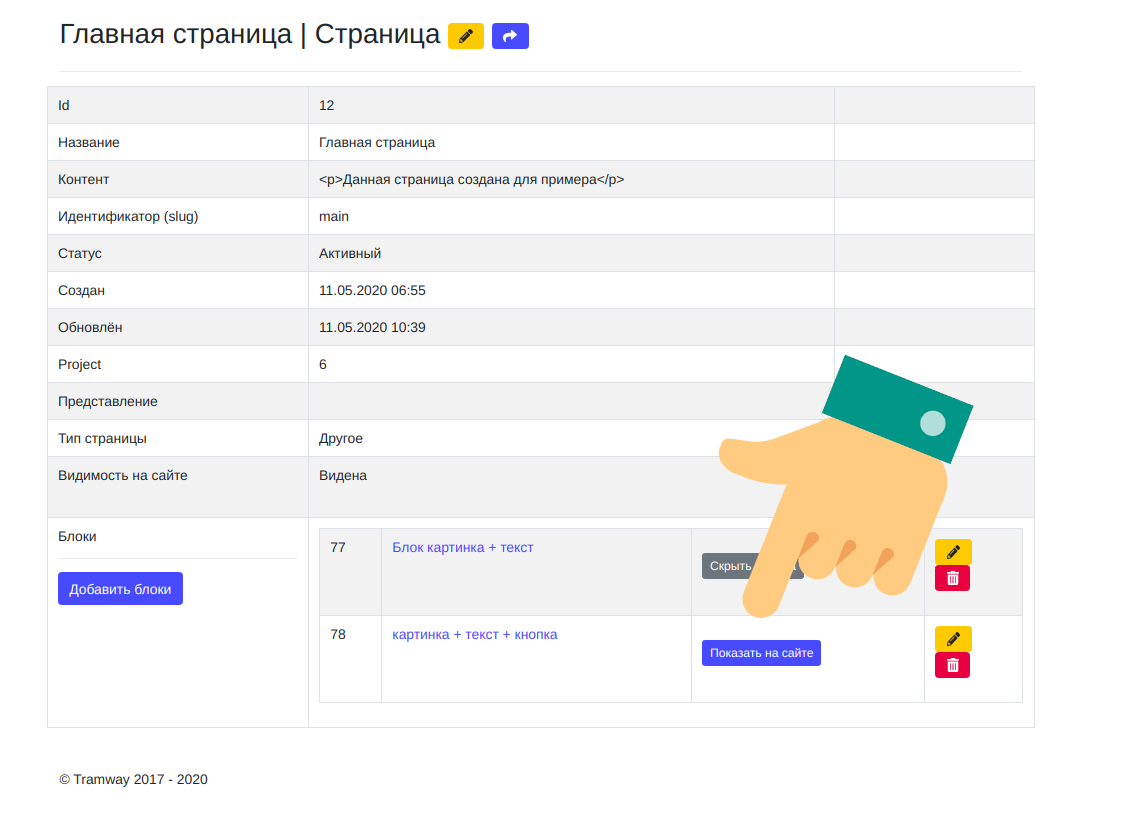 Главная страница | Страница
Id 12
Название Главная страница
Контент <p>Данная страница создана для примера</p>
Идентификатор (slug) main
Статус Активный
Создан 11.05.2020 06:55
Обновлён 11.05.2020 10:39
Project 6
Представление
Тип страницы Другое
Видимость на сайте Видена
Блоки
Добавить блоки
77 Блок картинка + текст Скрыть
78 картинка + текст + кнопка Показать на сайте
© Tramway 2017 - 2020